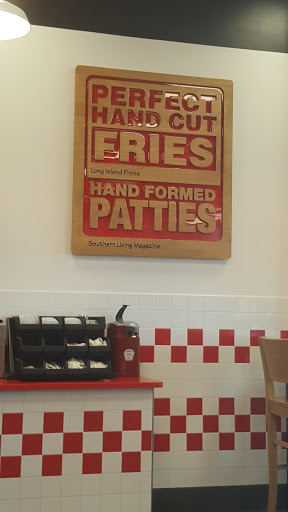 PERFECT
HAND CUT
FRIES
Long Island Press
HAND FORMED
PATTIES
Southern Living Magazine